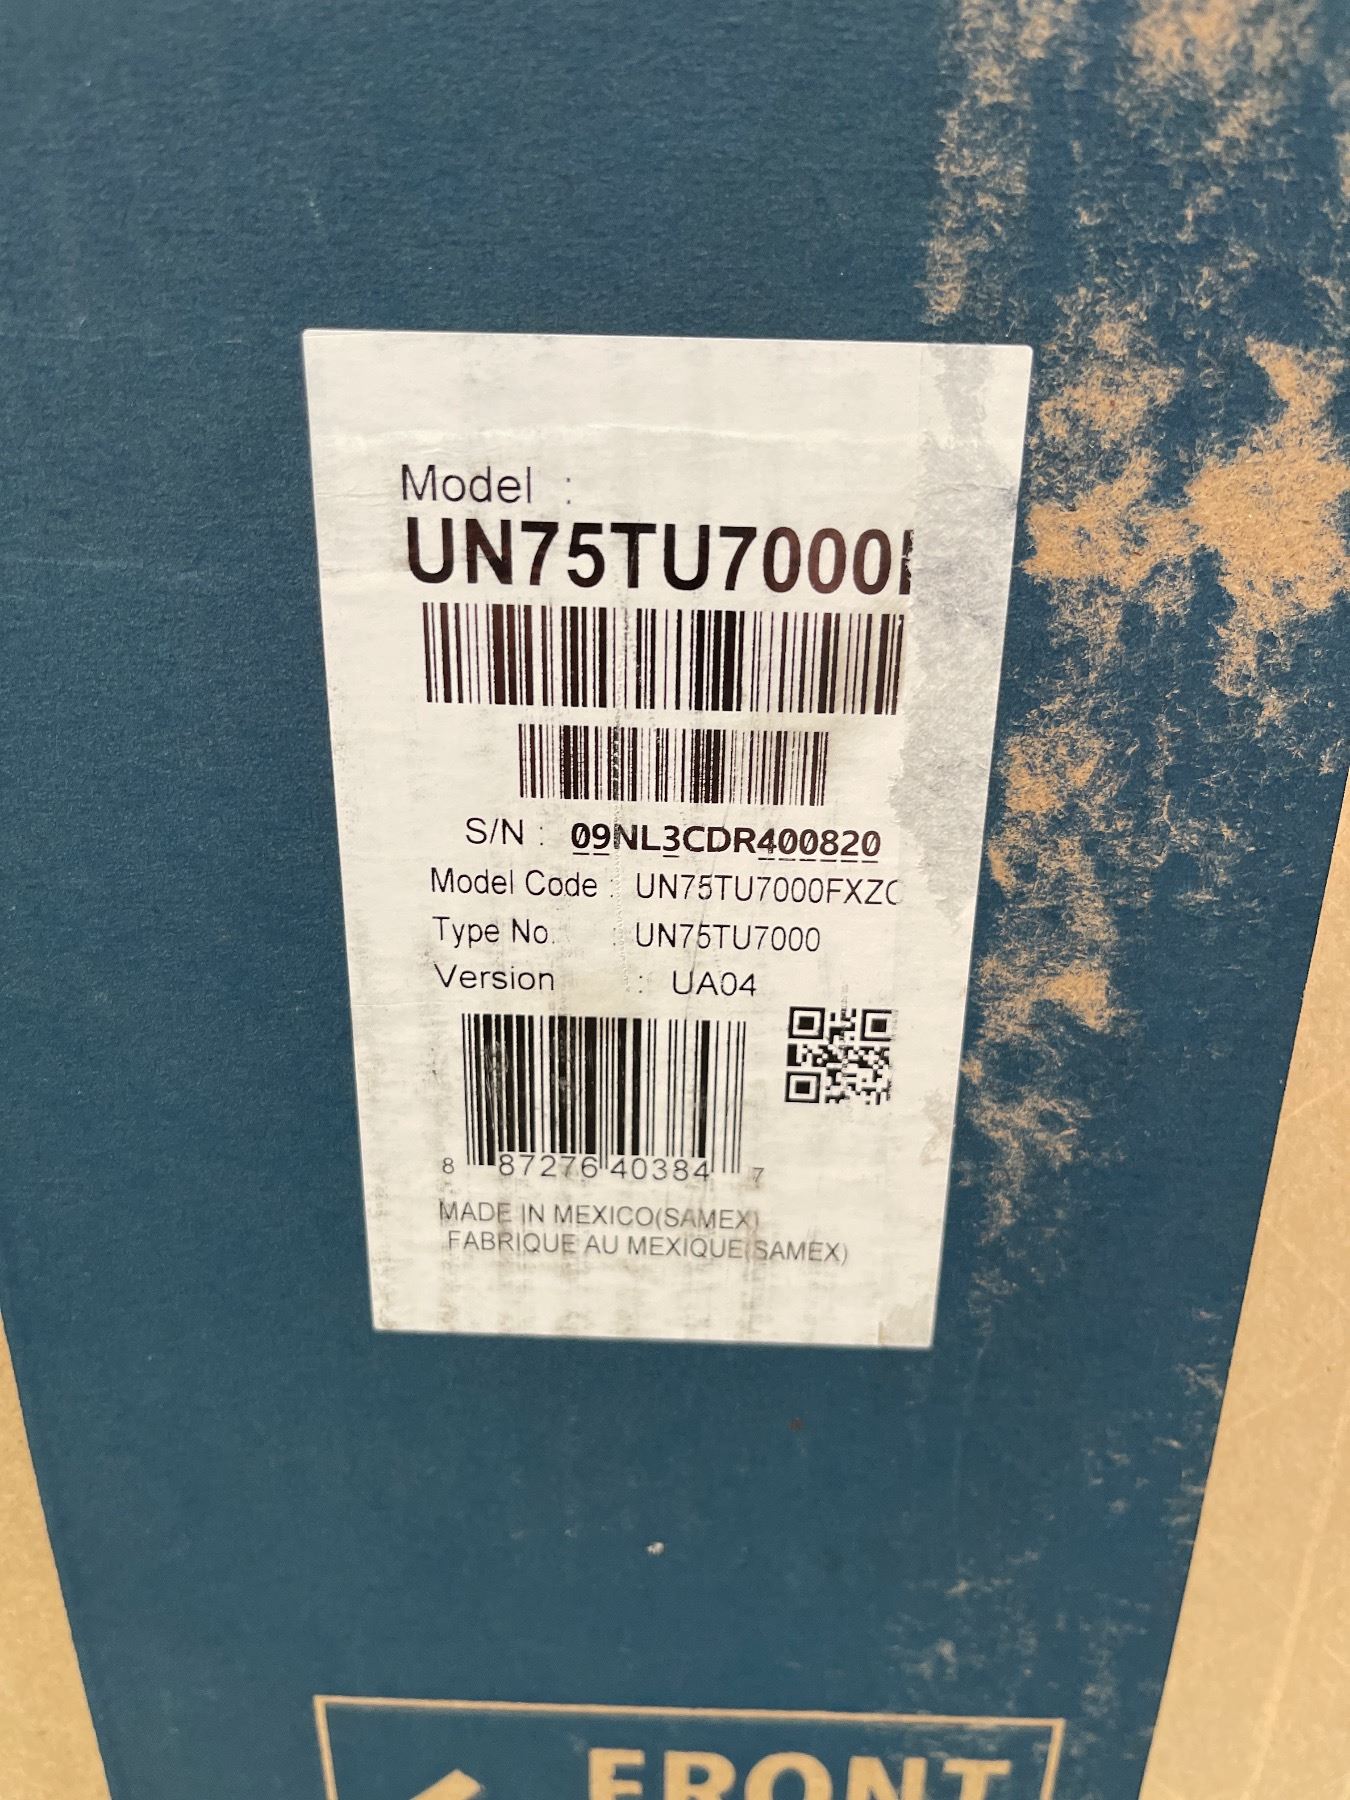 Model :
UN75TU7000
S/N : 09NL3CDR400820
Model Code : UN75TU7000FXZC
Type No. : UN75TU7000
Version : UA04
8 87276 40384 7
MADE IN MEXICO(SAMEX)
FABRIQUE AU MEXIQUE(SAMEX)
FRONT